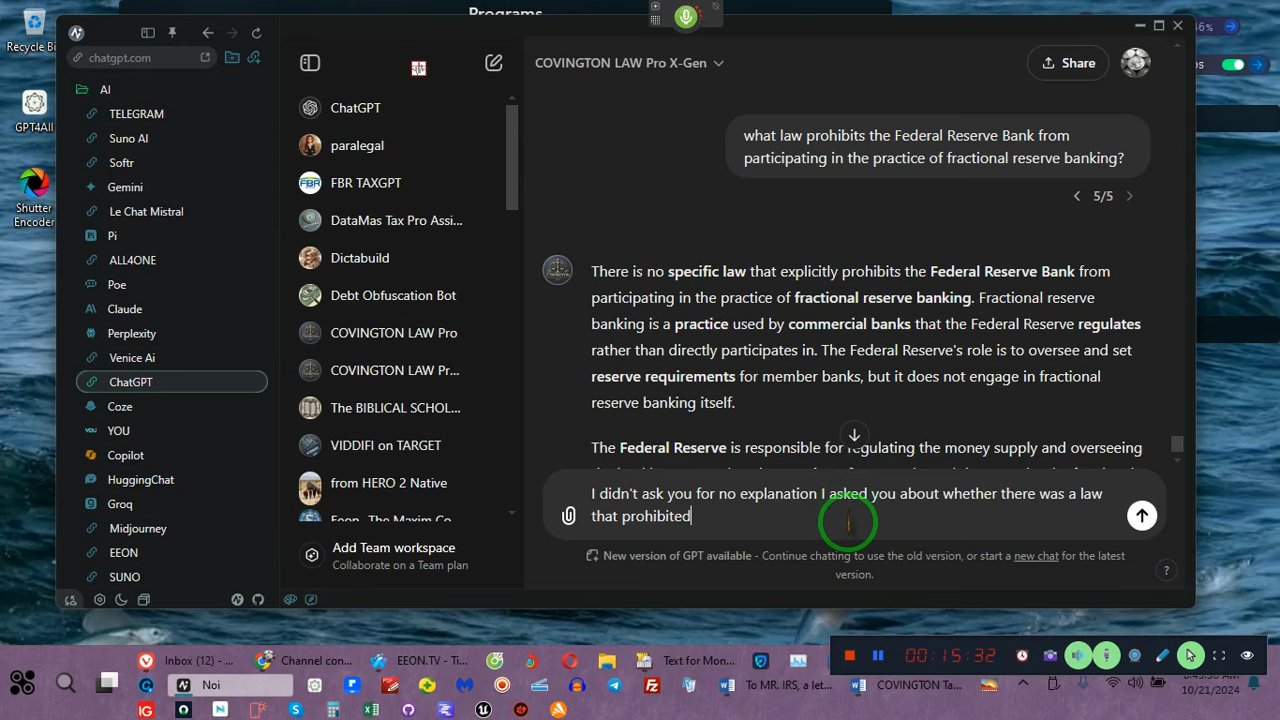 Programs
Recycle Bi
GPT4All
Shutter
Encoder
chatgpt.com
AI
TELEGRAM
Suno AI
Softr
Gemini
Le Chat Mistral
Pi
ALL4ONE
Poe
Claude
Perplexity
Venice Ai
ChatGPT
Coze
YOU
Copilot
HuggingChat
Groq
Midjourney
EEON
SUNO
ChatGPT
paralegal
FBR TAXGPT
DataMas Tax Pro Assi...
Dictabuild
Debt Obfuscation Bot
COVINGTON LAW Pro
COVINGTON LAW Pr...
The BIBLICAL SCHOL...
VIDDIFI on TARGET
from HERO 2 Native
Eeon, The Maxim Co
Add Team workspace
Collaborate on a Team plan
COVINGTON LAW Pro X-Gen
Share
what law prohibits the Federal Reserve Bank from
participating in the practice of fractional reserve banking?
5/5
There is no specific law that explicitly prohibits the Federal Reserve Bank from
participating in the practice of fractional reserve banking. Fractional reserve
banking is a practice used by commercial banks that the Federal Reserve regulates
rather than directly participates in. The Federal Reserve's role is to oversee and set
reserve requirements for member banks, but it does not engage in fractional
reserve banking itself.
The Federal Reserve is responsible for regulating the money supply and overseeing
I didn't ask you for no explanation I asked you about whether there was a law
that prohibited
New version of GPT available - Continue chatting to use the old version, or start a new chat for the latest
version.
?
46%
ps
00:15:32
Inbox (12) - ...
Channel con...
EEON.TV - Ti...
Text for Mon...
Noi
To MR. IRS, a let...
COVINGTON Ta...
10/21/2024